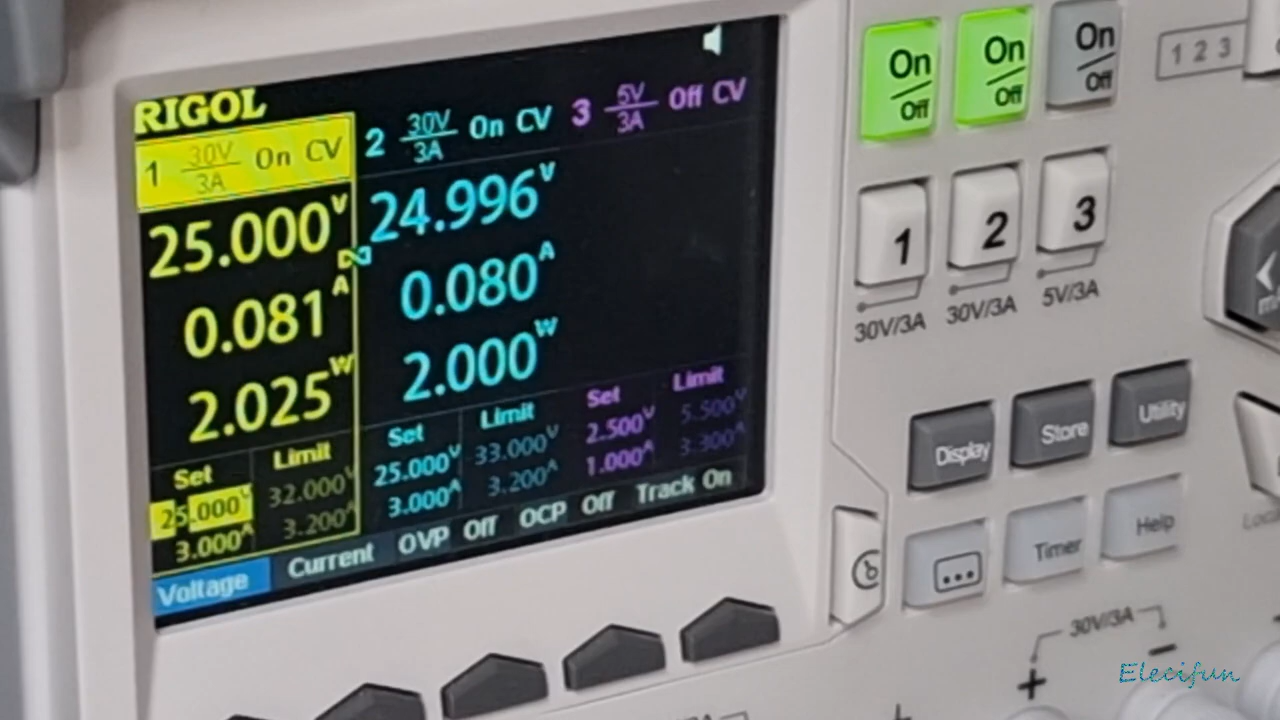 RIGOL
1 30V/3A On CV
2 30V/3A On CV
3 5V/3A Off CV
25.000V
24.996V
0.081A
0.080A
2.025W
2.000W
Set Limit
25.000V 32.000V
3.000A 3.200A
Set Limit
25.000V 33.000V
3.000A 3.200A
Set Limit
2.500V 5.500V
1.000A 3.300A
Voltage Current OVP Off OCP Off Track On
On/Off
On/Off
On/Off
1 2 3
1
2
3
30V/3A
30V/3A
5V/3A
Display
Store
Utility
...
Timer
Help
30V/3A
+
−
Elecifun